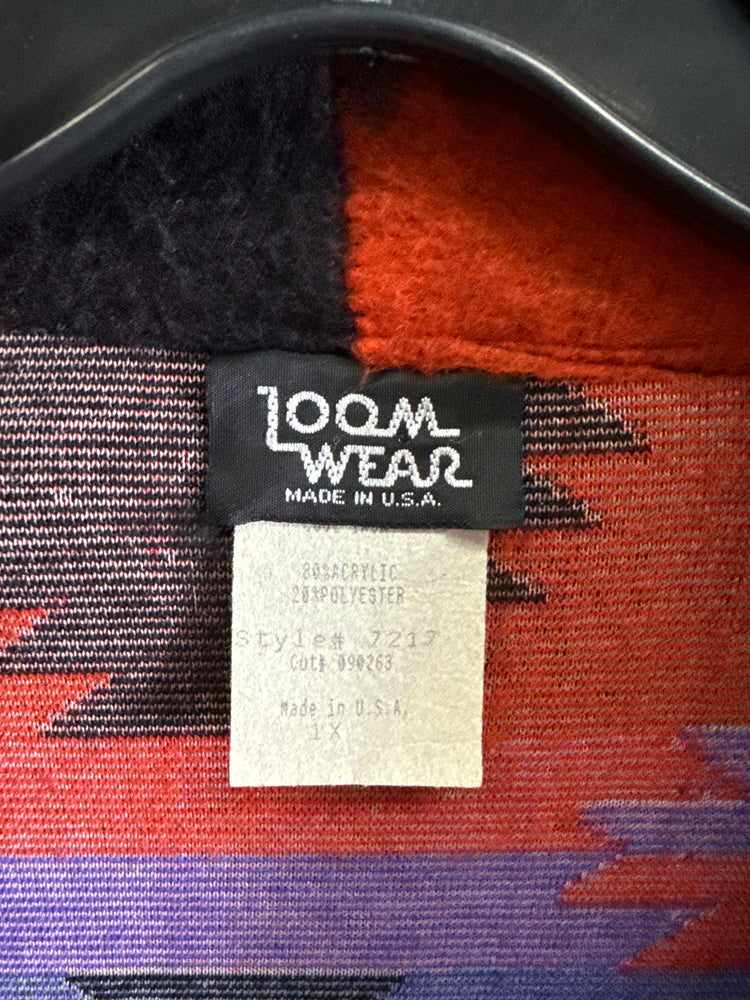 LOOM
WEAR
MADE IN U.S.A.
80%ACRYLIC
20%POLYESTER
Style# 7217
Cut# 090263
Made in U.S.A.
1X